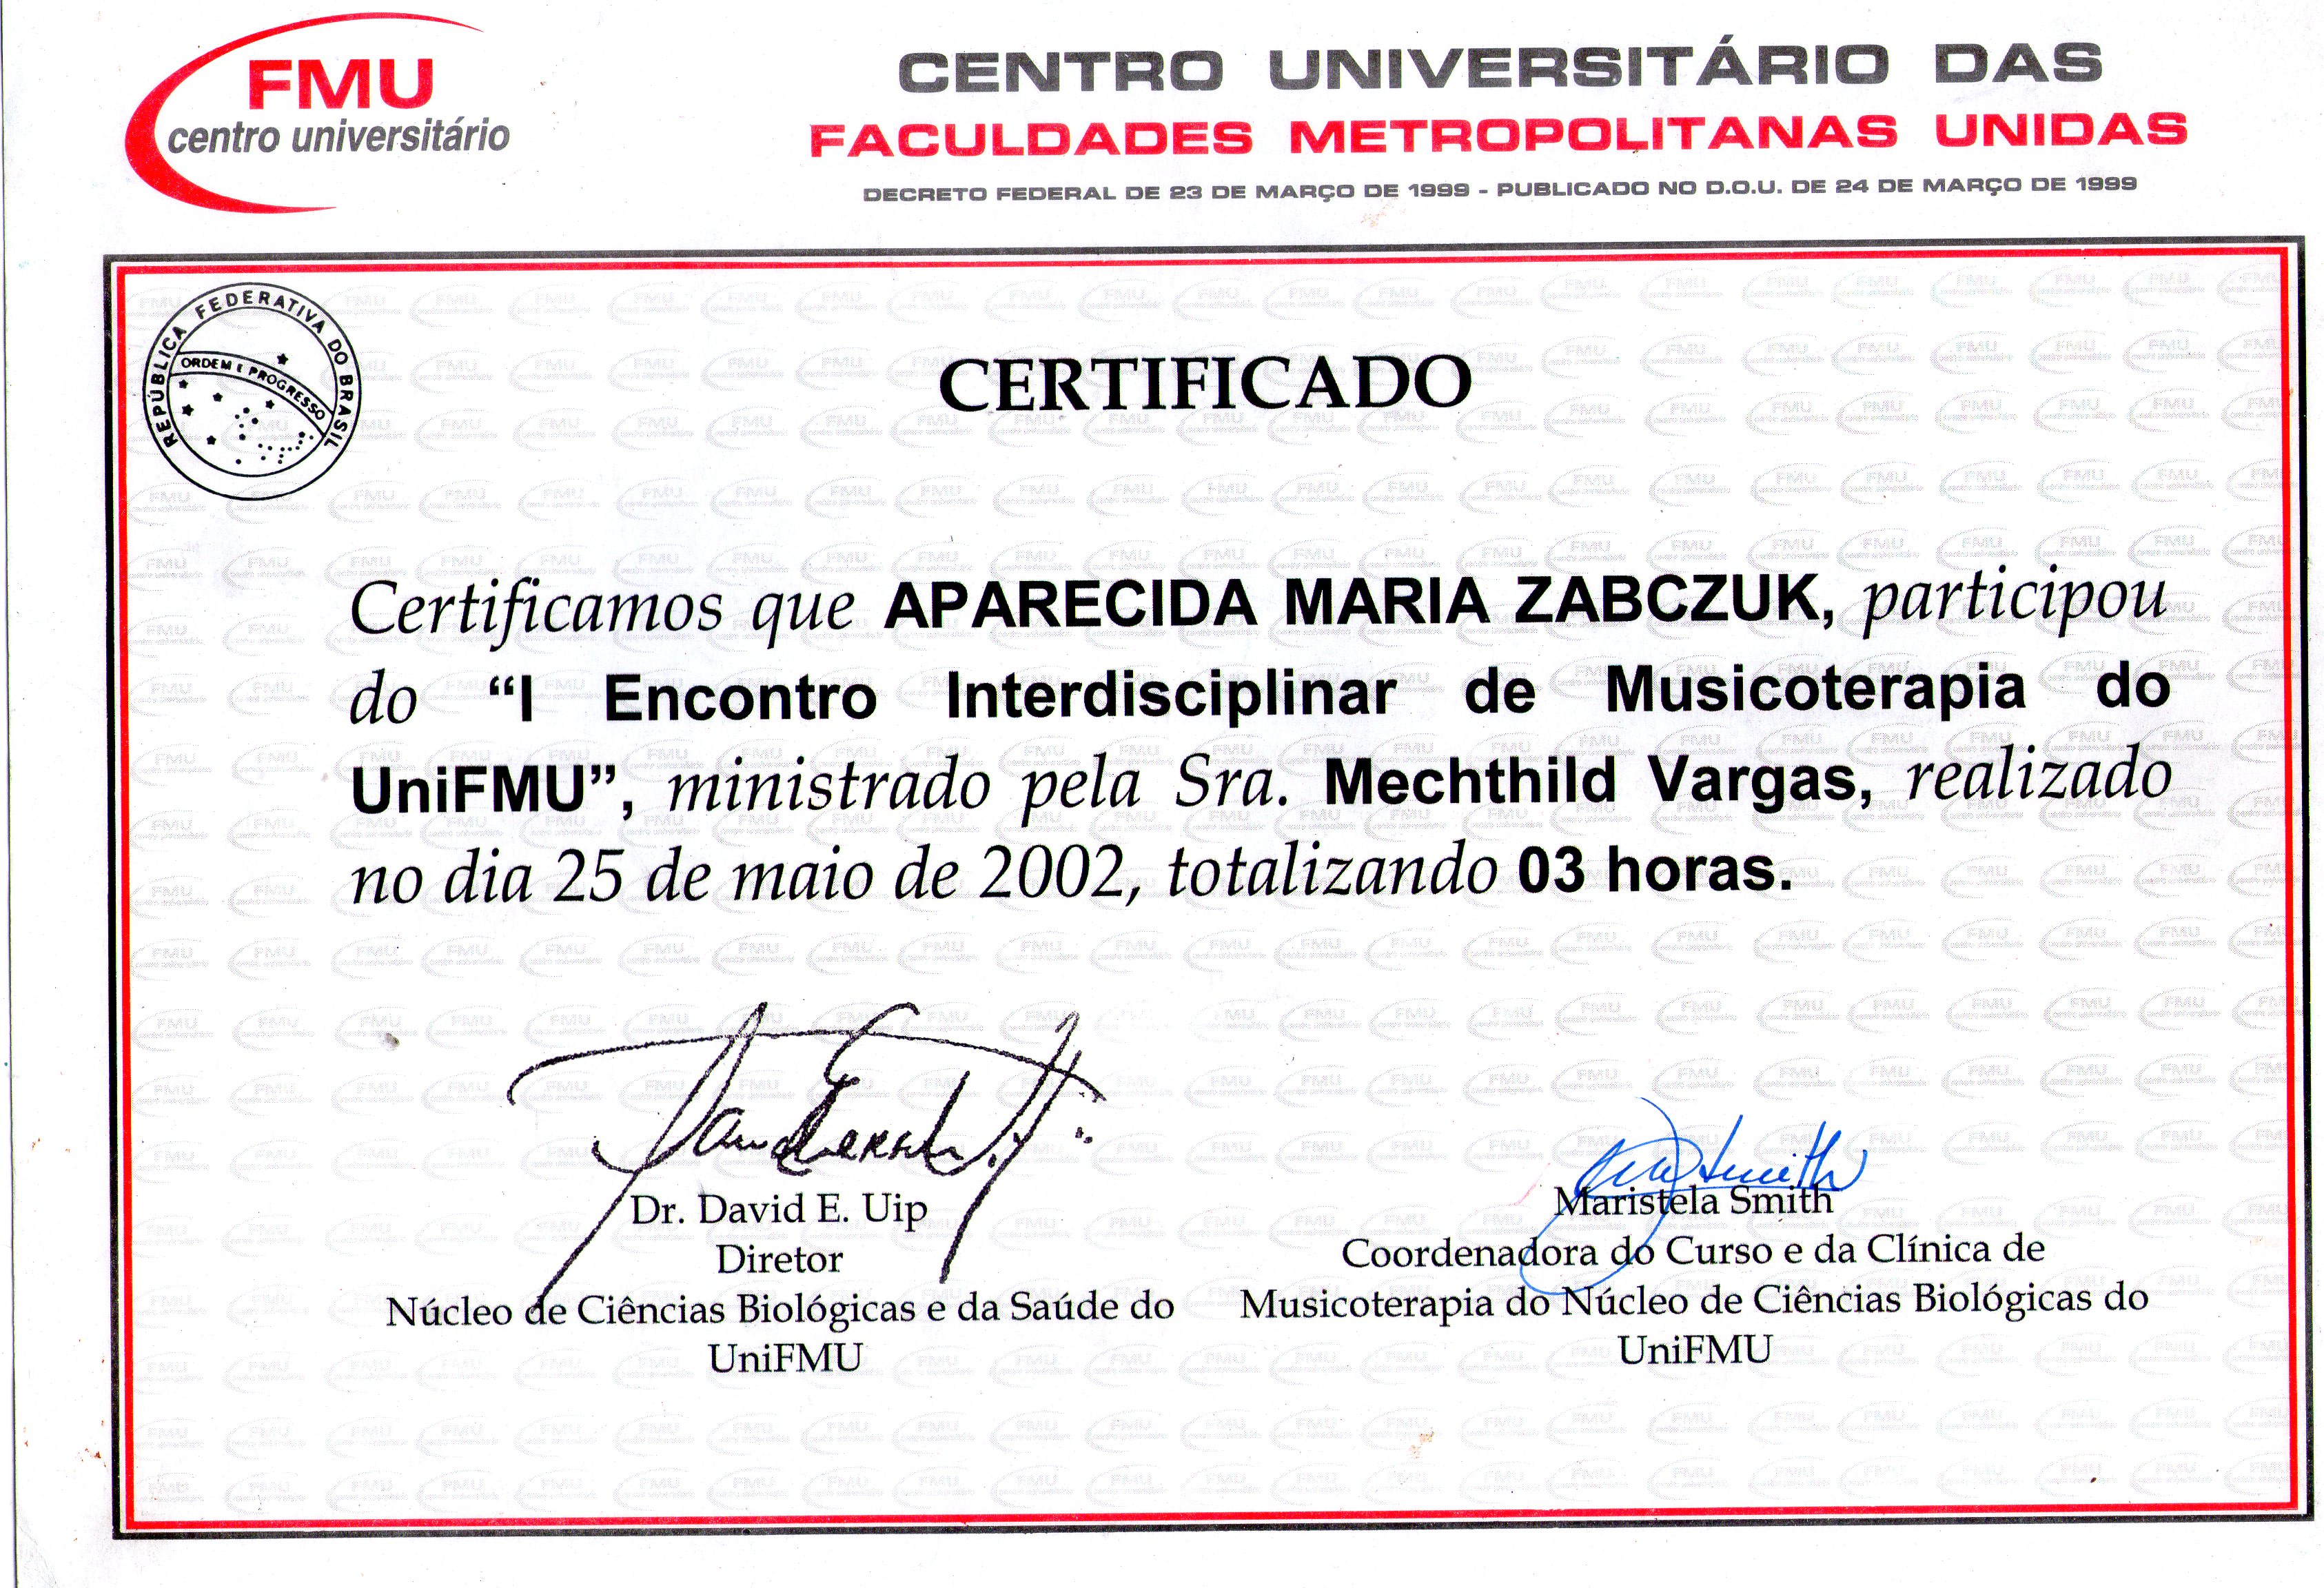 FMU
centro universitário
CENTRO UNIVERSITÁRIO DAS
FACULDADES METROPOLITANAS UNIDAS
DECRETO FEDERAL DE 23 DE MARÇO DE 1999 - PUBLICADO NO D.O.U. DE 24 DE MARÇO DE 1999
REPÚBLICA FEDERATIVA DO BRASIL
ORDEM E PROGRESSO
CERTIFICADO
Certificamos que APARECIDA MARIA ZABCZUK, participou
do “I Encontro Interdisciplinar de Musicoterapia do
UniFMU”, ministrado pela Sra. Mechthild Vargas, realizado
no dia 25 de maio de 2002, totalizando 03 horas.
Dr. David E. Uip
Diretor
Núcleo de Ciências Biológicas e da Saúde do
UniFMU
Maristela Smith
Coordenadora do Curso e da Clínica de
Musicoterapia do Núcleo de Ciências Biológicas do
UniFMU